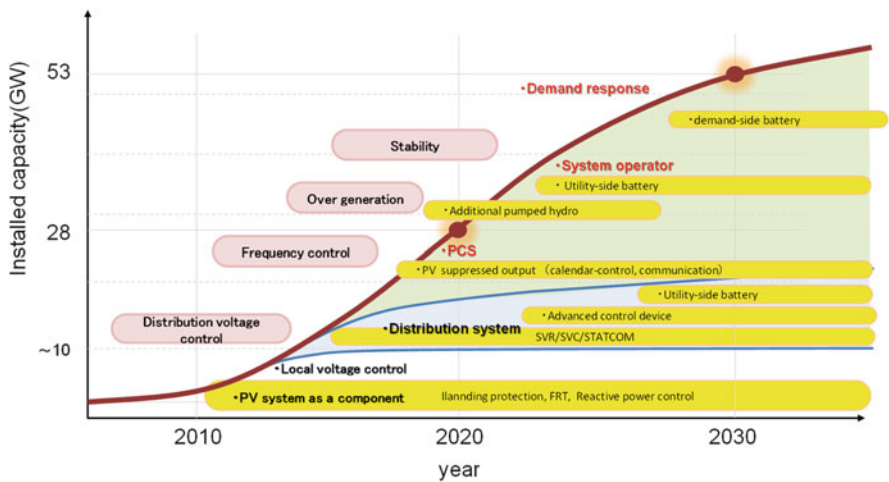 Installed capacity(GW)
53
28
~10
・Demand response
・demand-side battery
Stability
・System operator
・Utility-side battery
Over generation
・Additional pumped hydro
Frequency control
・PCS
・PV suppressed output （calendar-control, communication）
・Utility-side battery
Distribution voltage
control
・Advanced control device
・Distribution system
SVR/SVC/STATCOM
・Local voltage control
・PV system as a component
Ilannding protection, FRT, Reactive power control
2010
2020
2030
year